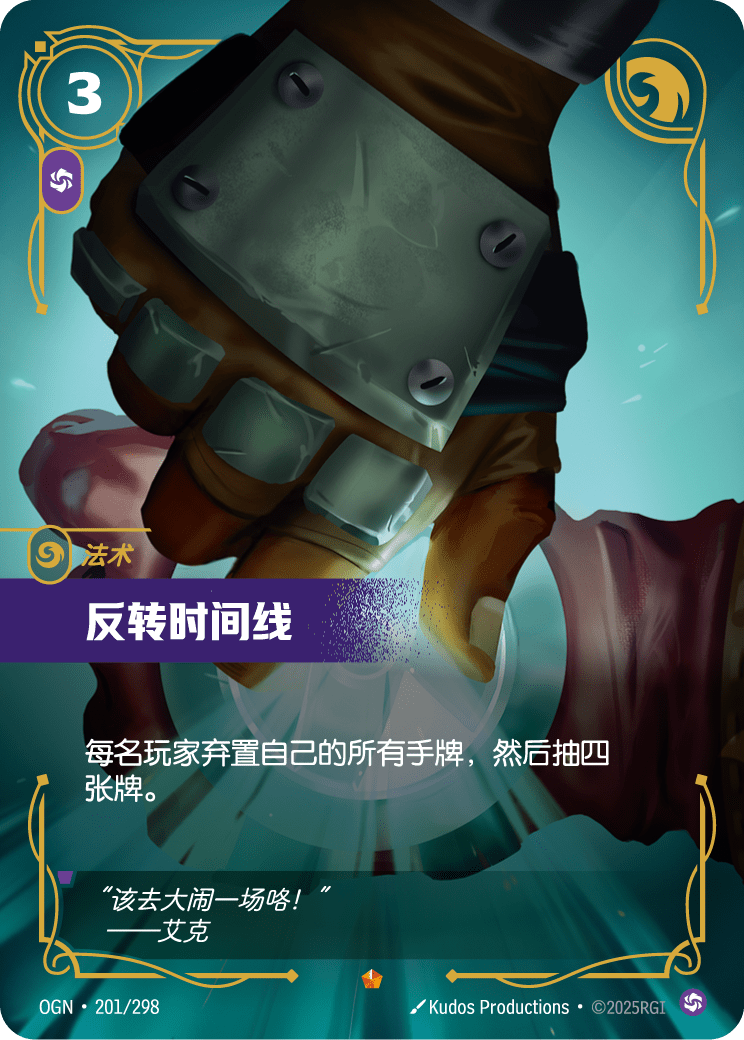 3
法术
反转时间线
每名玩家弃置自己的所有手牌，然后抽四
张牌。
“该去大闹一场咯！”
——艾克
OGN • 201/298
Kudos Productions • ©2025RGI